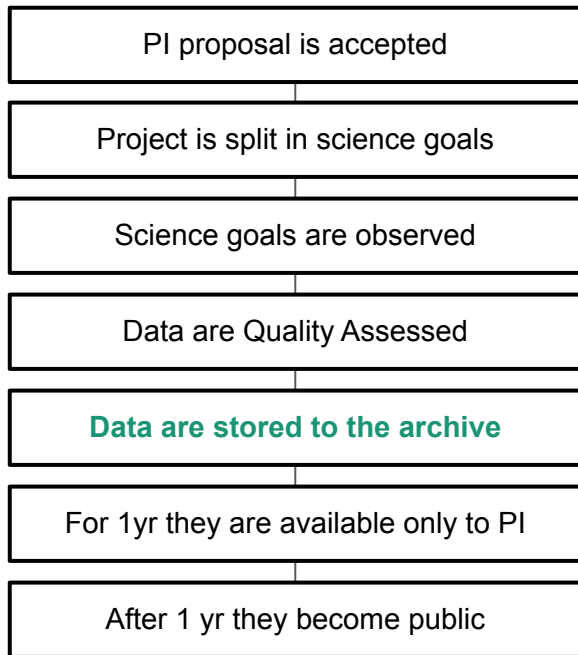 PI proposal is accepted
Project is split in science goals
Science goals are observed
Data are Quality Assessed
Data are stored to the archive
For 1yr they are available only to PI
After 1 yr they become public